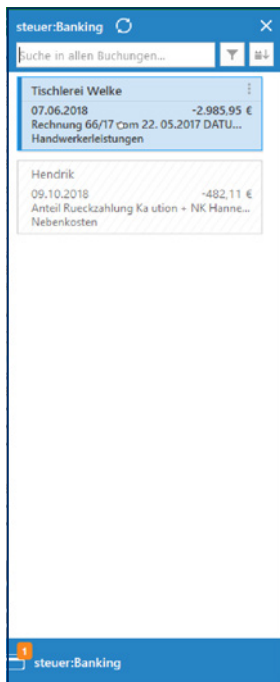 steuer:Banking
Suche in allen Buchungen...
Tischlerei Welke
07.06.2018 -2.985,95 €
Rechnung 66/17 vom 22. 05.2017 DATU...
Handwerkerleistungen
Hendrik
09.10.2018 -482,11 €
Anteil Rueckzahlung Ka ution + NK Hanne...
Nebenkosten
1
steuer:Banking